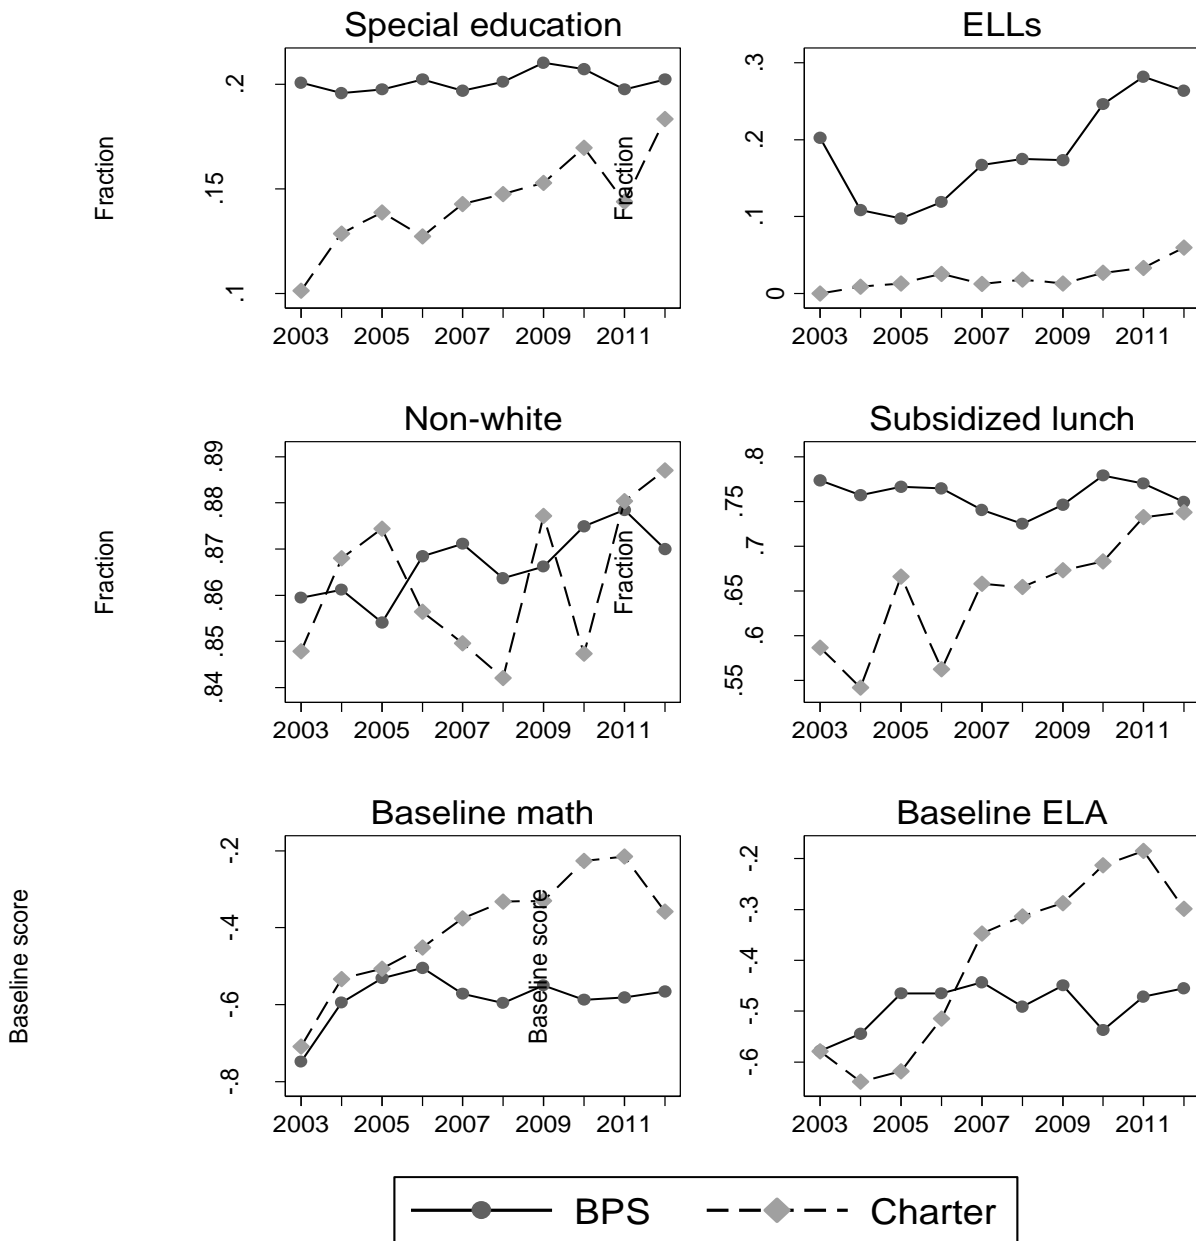 Special education
Fraction
.2
.15
.1
2003 2005 2007 2009 2011
ELLs
Fraction
.3
.2
.1
0
2003 2005 2007 2009 2011
Non-white
Fraction
.89
.88
.87
.86
.85
.84
2003 2005 2007 2009 2011
Subsidized lunch
Fraction
.8
.75
.7
.65
.6
.55
2003 2005 2007 2009 2011
Baseline math
Baseline score
-.2
-.4
-.6
-.8
2003 2005 2007 2009 2011
Baseline ELA
Baseline score
-.2
-.3
-.4
-.5
-.6
2003 2005 2007 2009 2011
BPS Charter